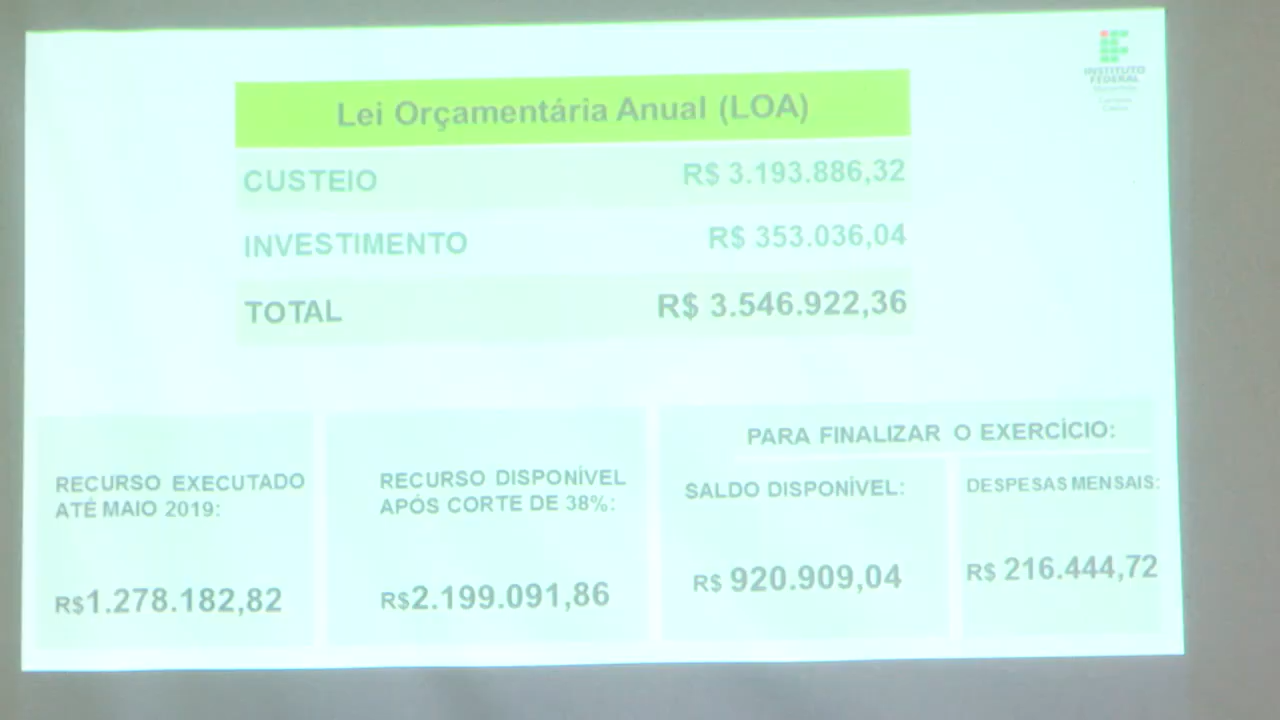 INSTITUTO
FEDERAL
Lei Orçamentária Anual (LOA)
CUSTEIO R$ 3.193.886,32
INVESTIMENTO R$ 353.036,04
TOTAL R$ 3.546.922,36
RECURSO EXECUTADO
ATÉ MAIO 2019:
R$1.278.182,82
RECURSO DISPONÍVEL
APÓS CORTE DE 38%:
R$2.199.091,86
PARA FINALIZAR O EXERCÍCIO:
SALDO DISPONÍVEL:
R$ 920.909,04
DESPESAS MENSAIS:
R$ 216.444,72